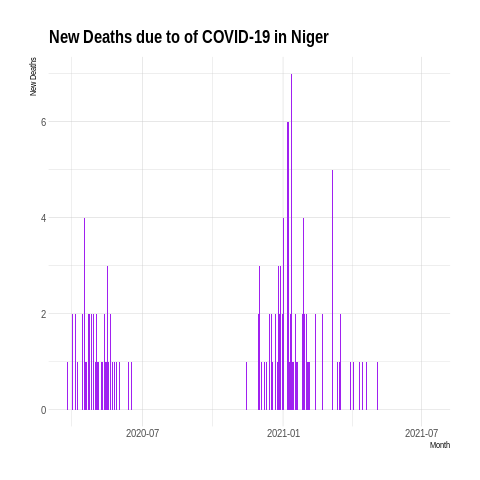 New Deaths due to of COVID-19 in Niger
New Deaths
6
4
2
0
2020-07
2021-01
2021-07
Month